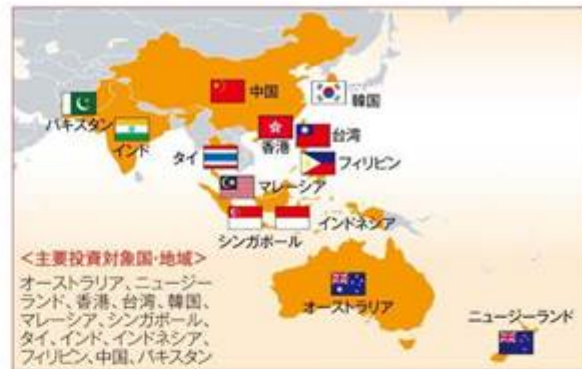 中国
韓国
パキスタン
インド
香港
台湾
タイ
フィリピン
マレーシア
シンガポール
インドネシア
<主要投資対象国・地域>
オーストラリア、ニュージー
ランド、香港、台湾、韓国、
マレーシア、シンガポール、
タイ、インド、インドネシア、
フィリピン、中国、パキスタン
オーストラリア
ニュージーランド